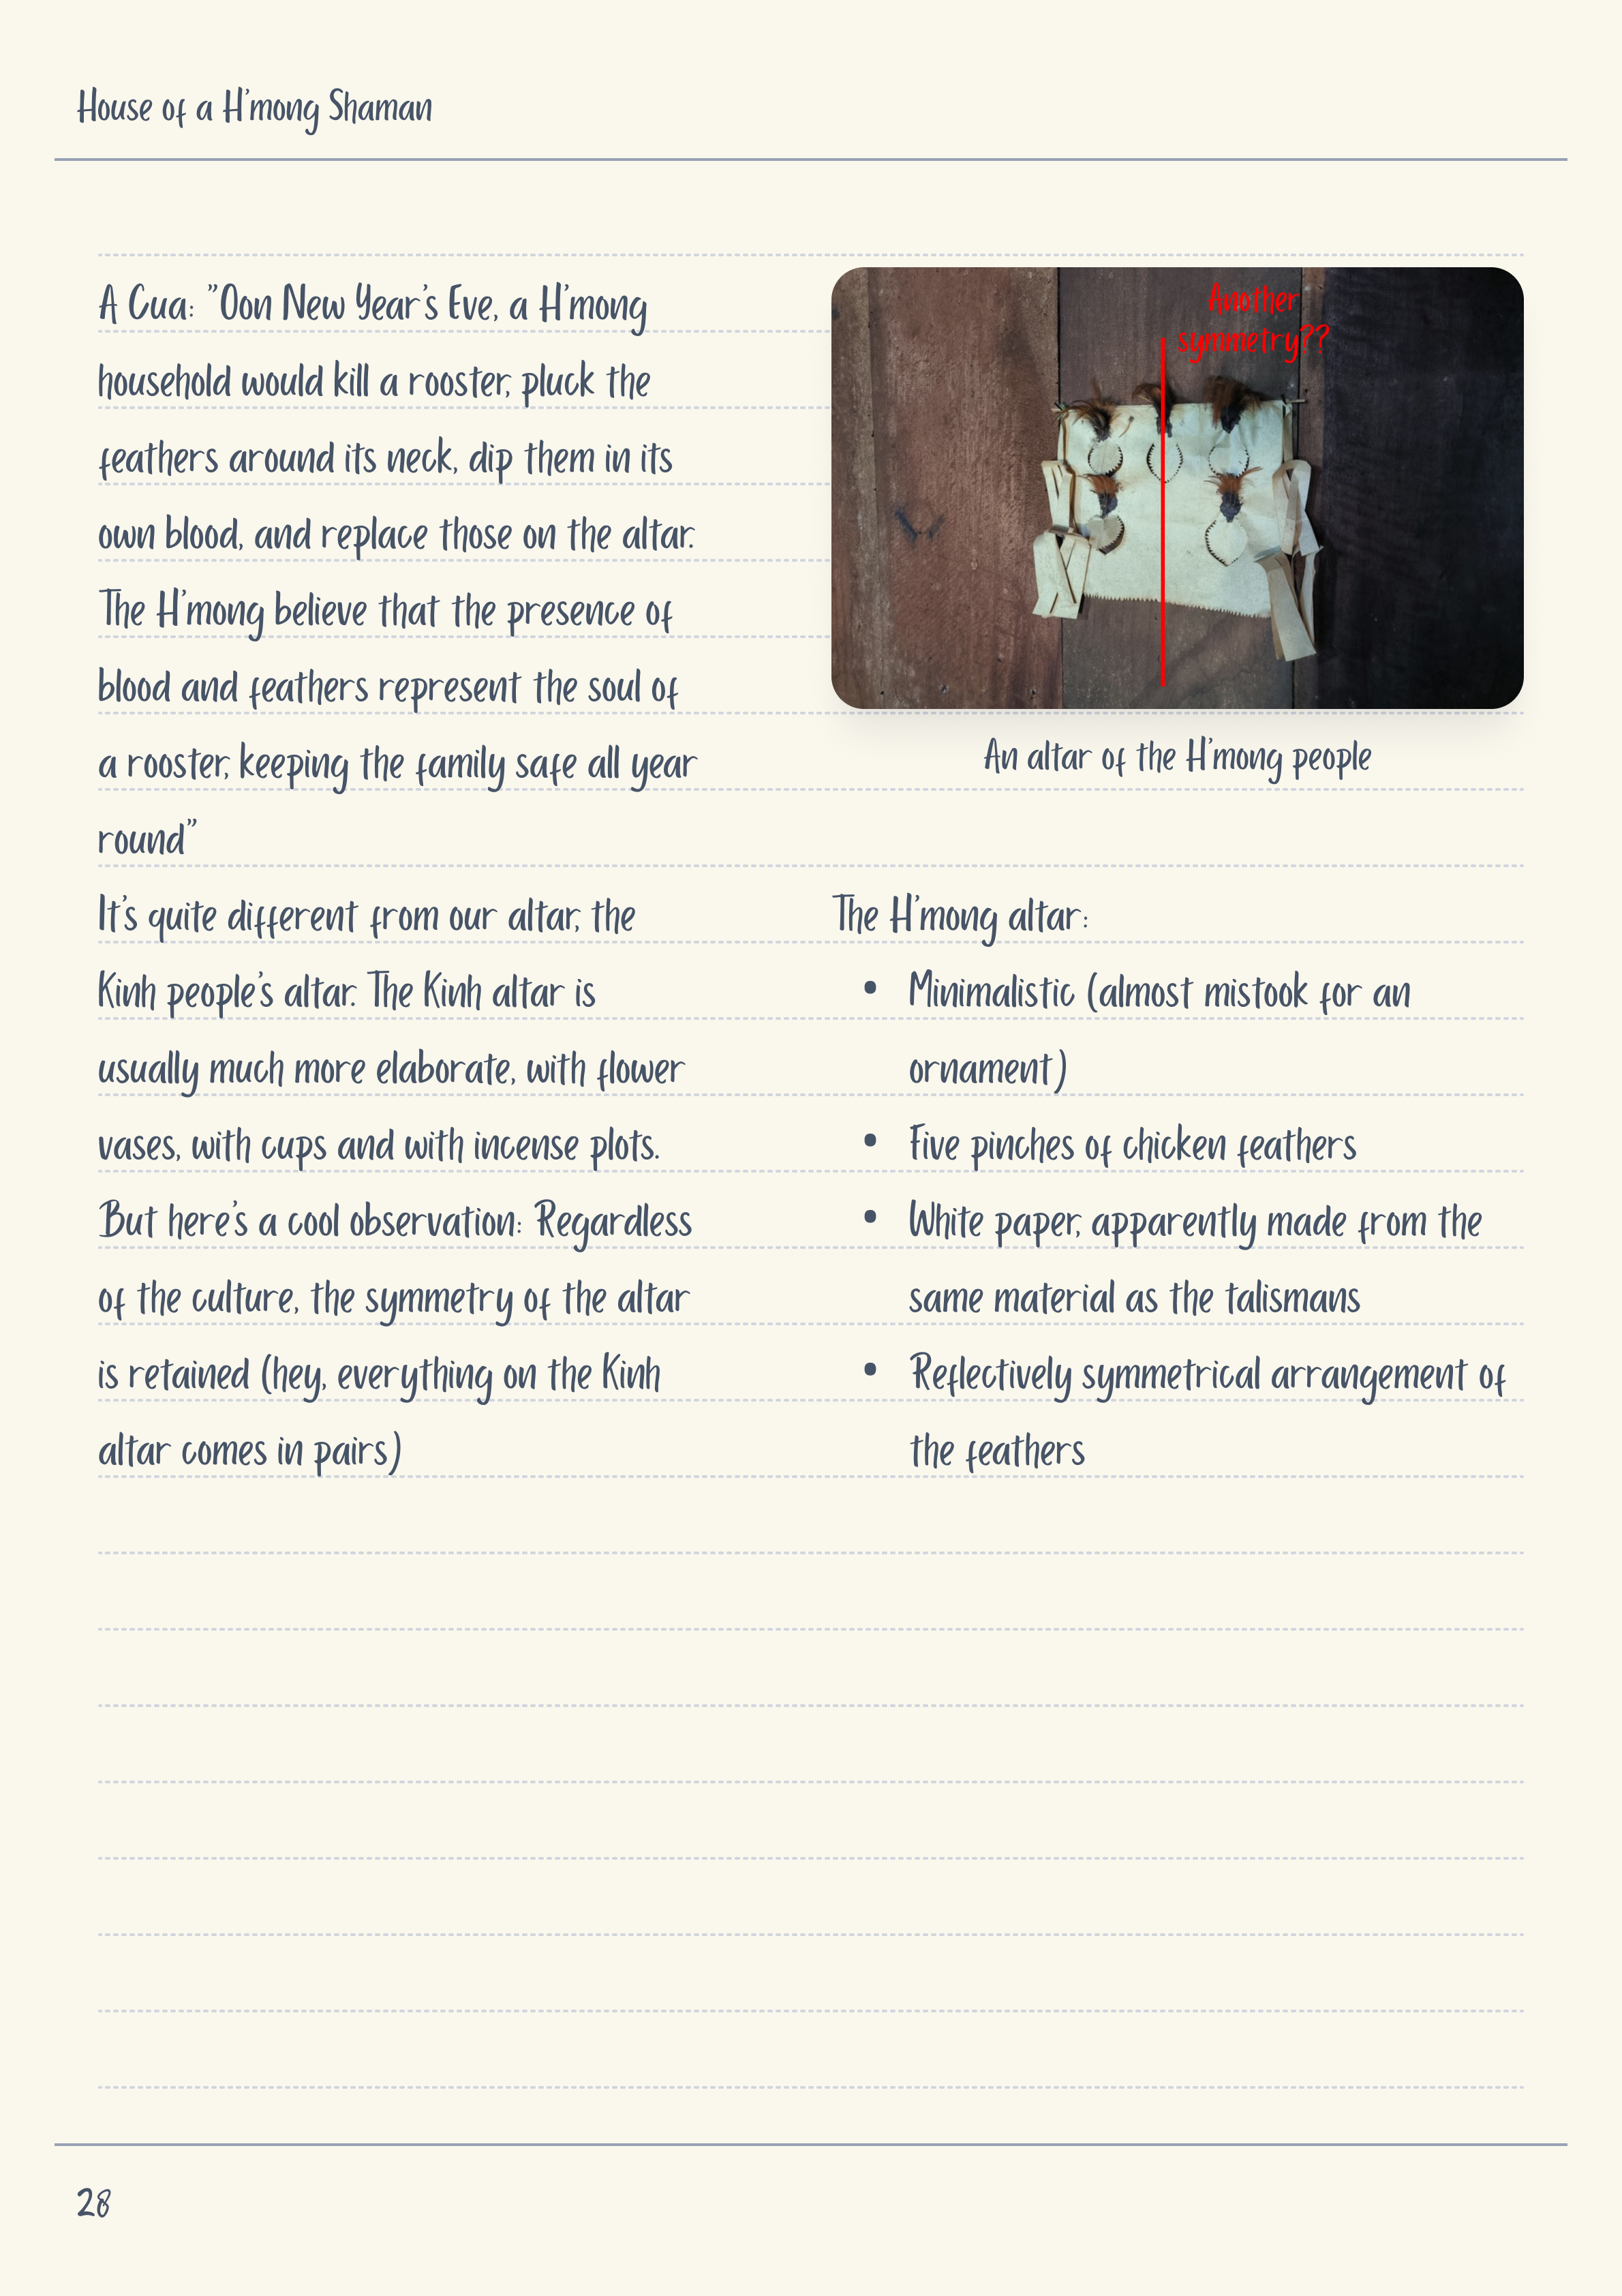 House of a H'mong Shaman
A Cua: "Oon New Year's Eve, a H'mong
household would kill a rooster, pluck the
feathers around its neck, dip them in its
own blood, and replace those on the altar.
The H'mong believe that the presence of
blood and feathers represent the soul of
a rooster, keeping the family safe all year
round"
It's quite different from our altar, the
Kinh people's altar. The Kinh altar is
usually much more elaborate, with flower
vases, with cups and with incense plots.
But here's a cool observation: Regardless
of the culture, the symmetry of the altar
is retained (hey, everything on the Kinh
altar comes in pairs)
Another
symmetry??
An altar of the H'mong people
The H'mong altar:
• Minimalistic (almost mistook for an
ornament)
• Five pinches of chicken feathers
• White paper, apparently made from the
same material as the talismans
• Reflectively symmetrical arrangement of
the feathers
28